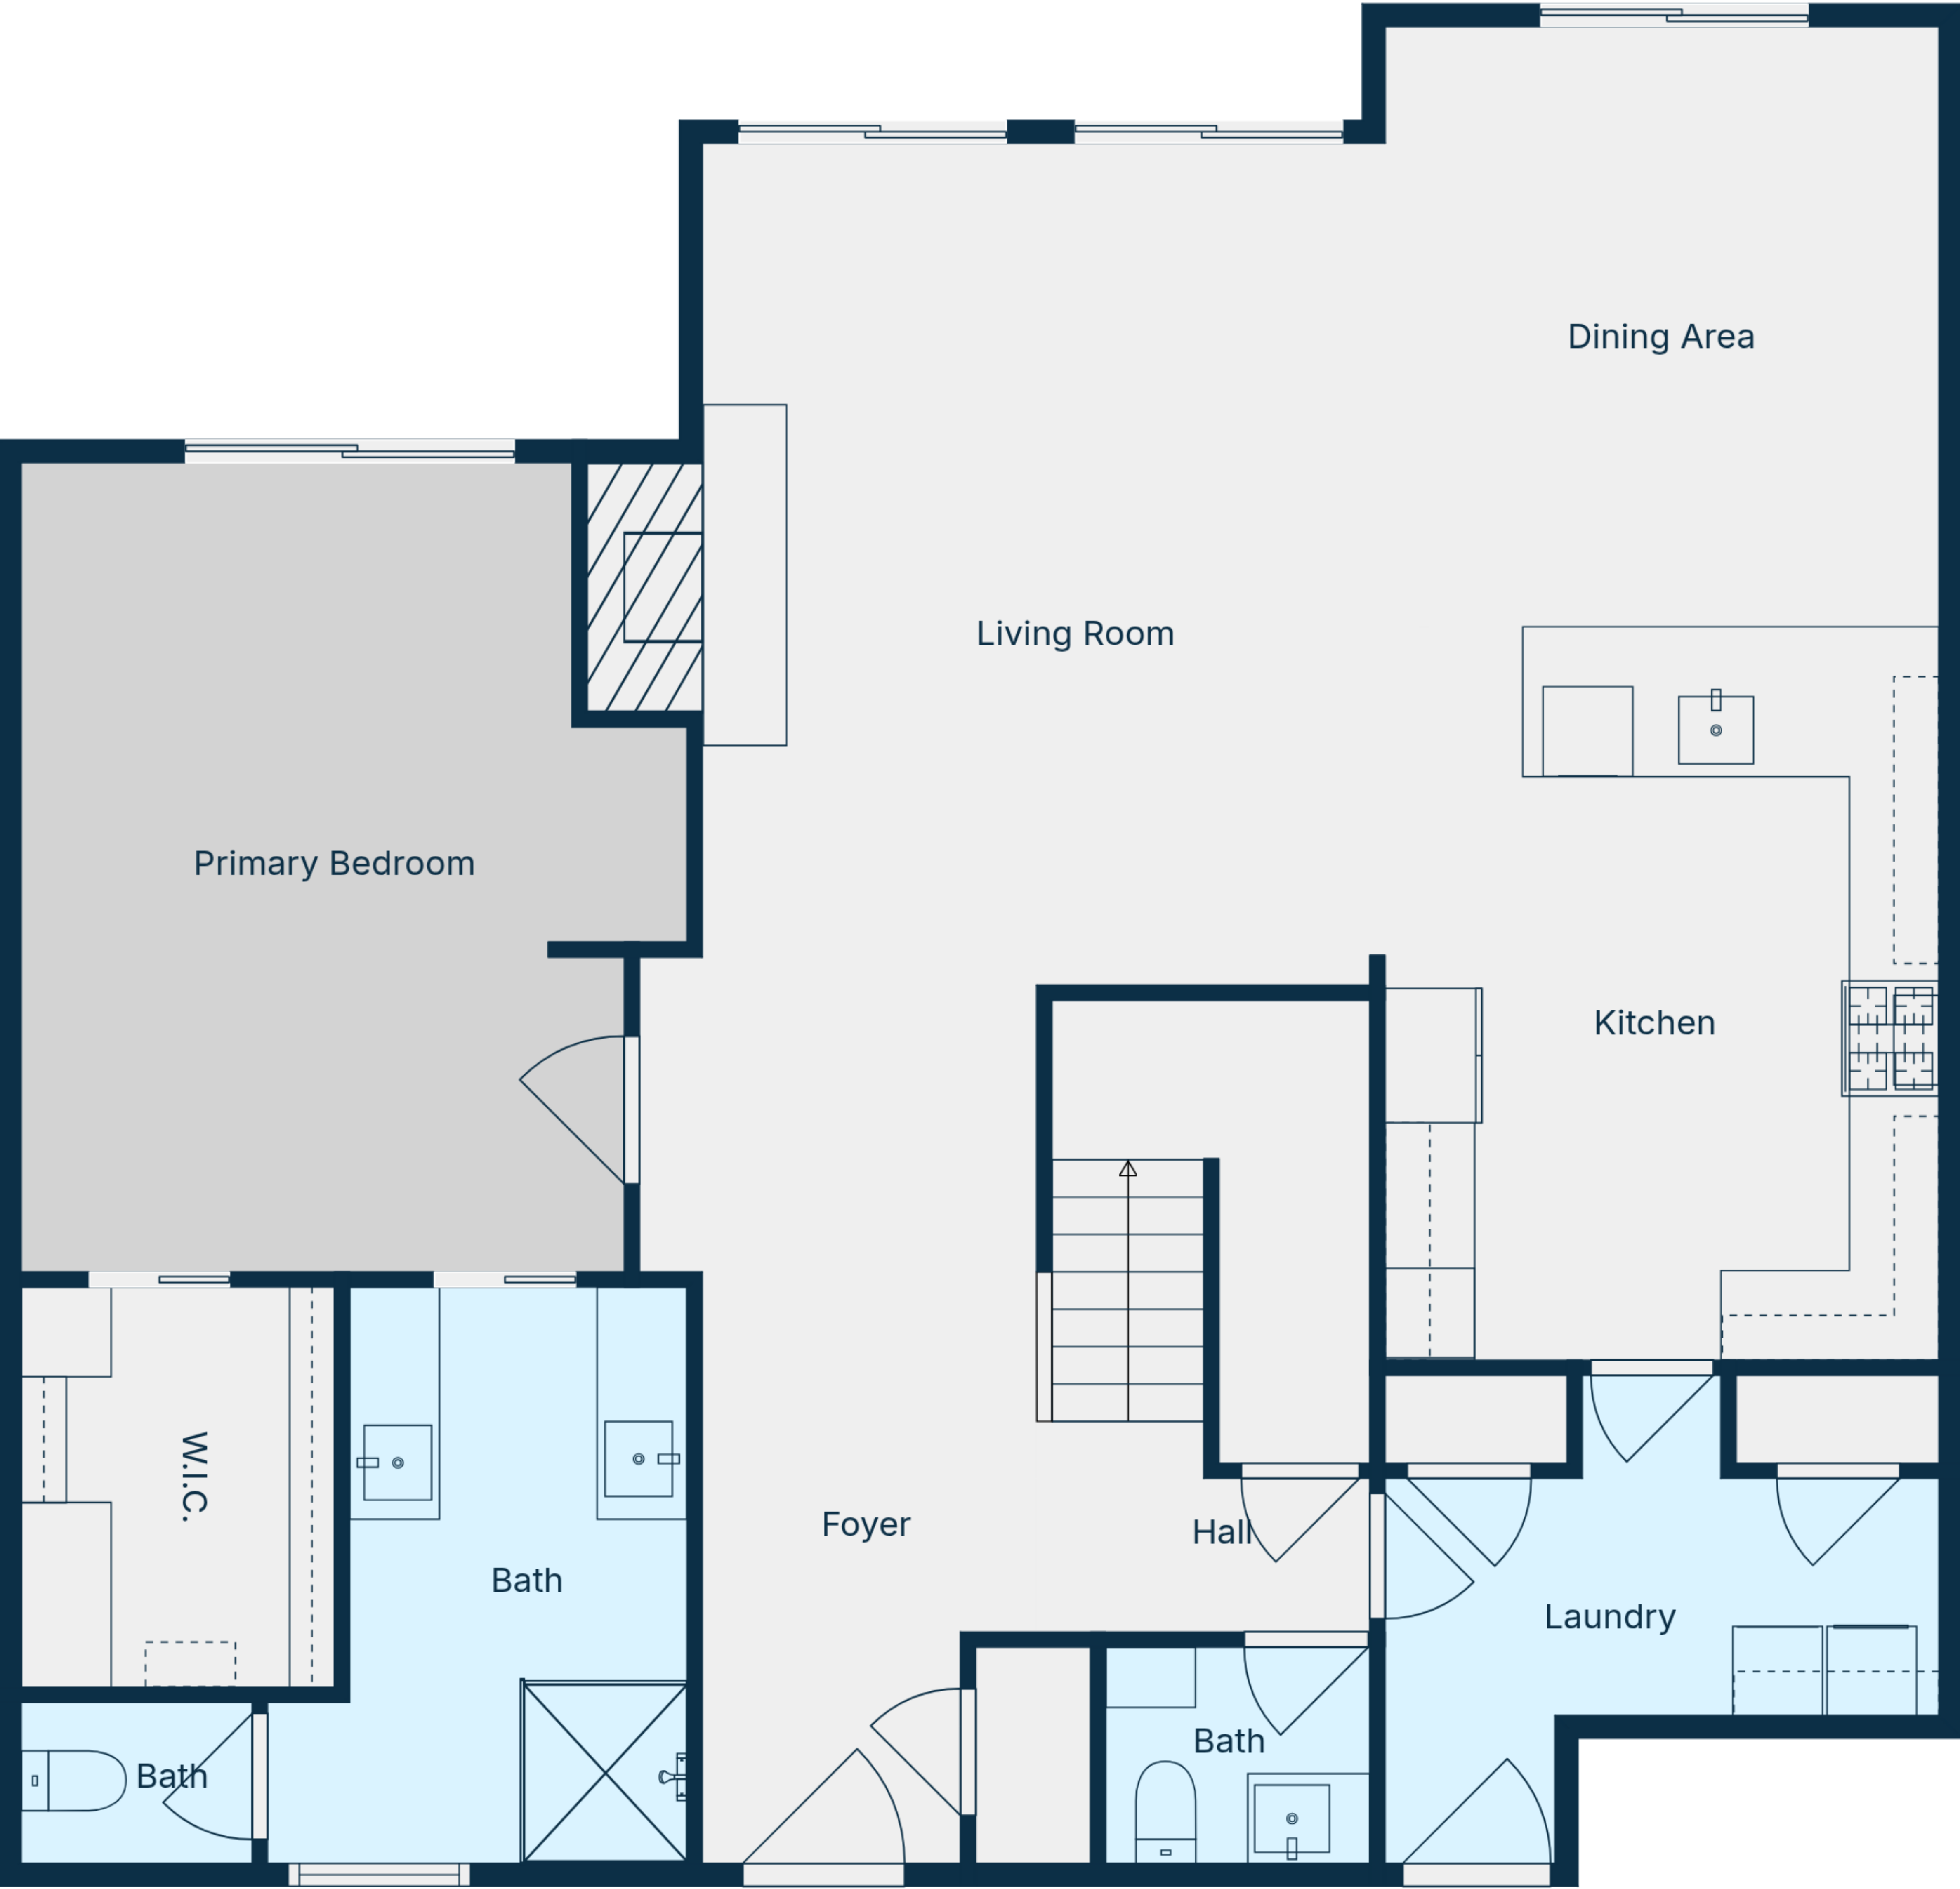 Dining Area
Living Room
Primary Bedroom
Kitchen
W.I.C.
Foyer
Hall
Bath
Laundry
Bath
Bath